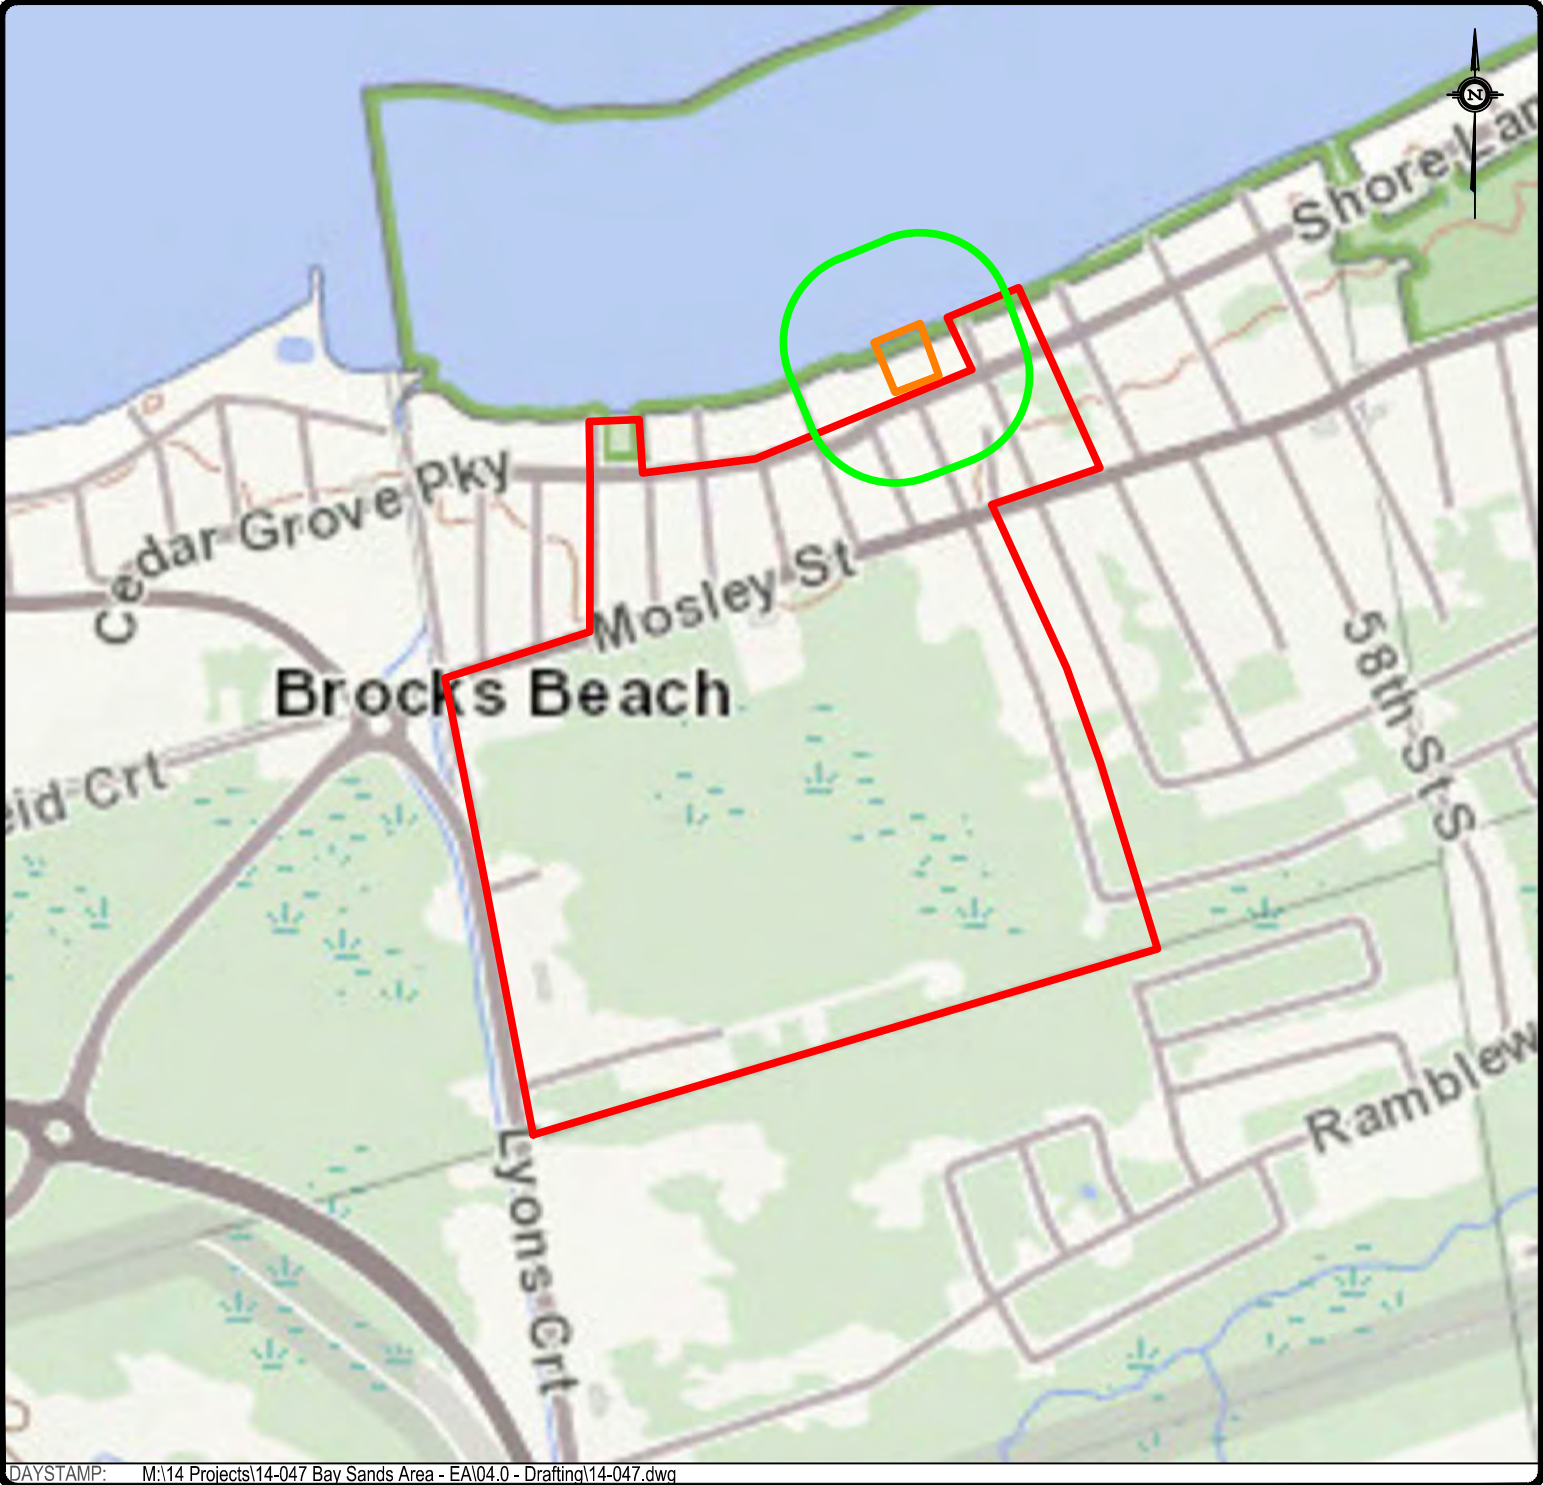 N
Shore Lan
Cedar Grove Pky
Mosley St
Brocks Beach
58th St S
eid Crt
Ramblew
Lyons Crt
DAYSTAMP: M:\14 Projects\14-047 Bay Sands Area - EA\04.0 - Drafting\14-047.dwg